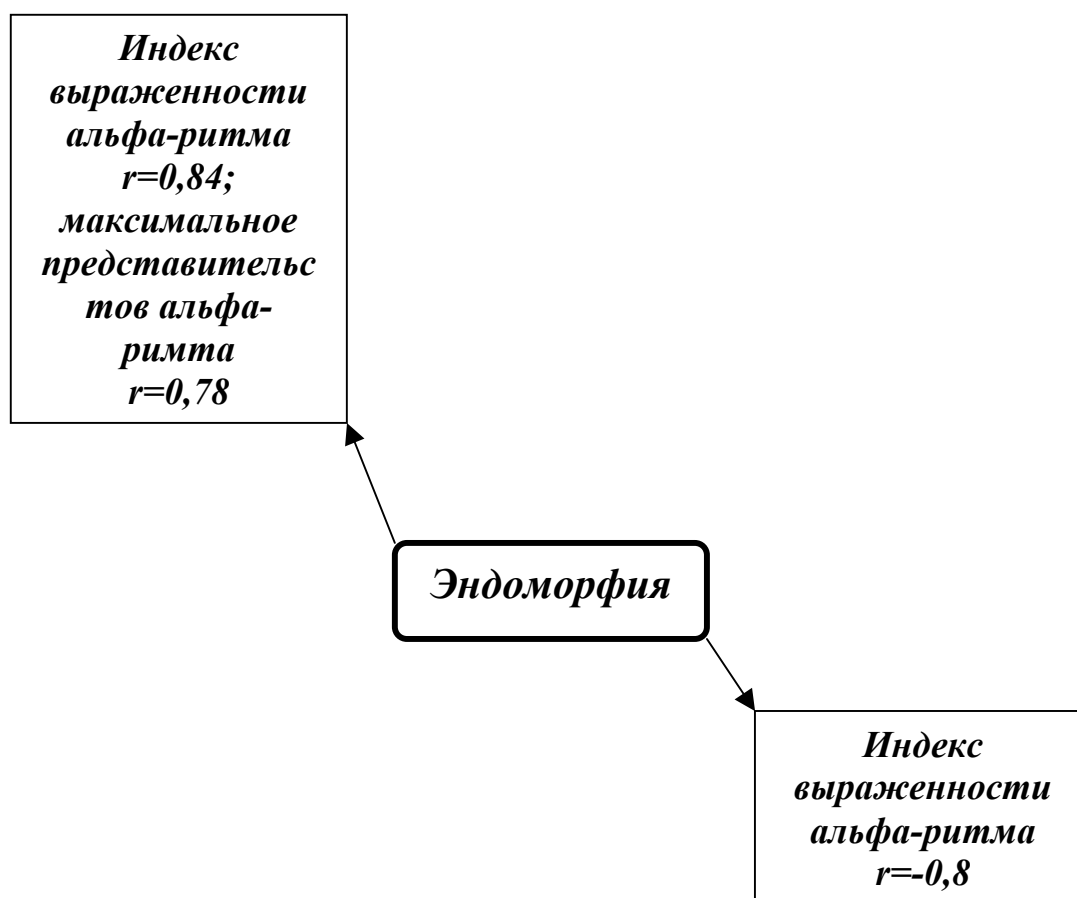 Индекс
выраженности
альфа-ритма
r=0,84;
максимальное
представительс
тов альфа-
римта
r=0,78
Эндоморфия
Индекс
выраженности
альфа-ритма
r=-0,8